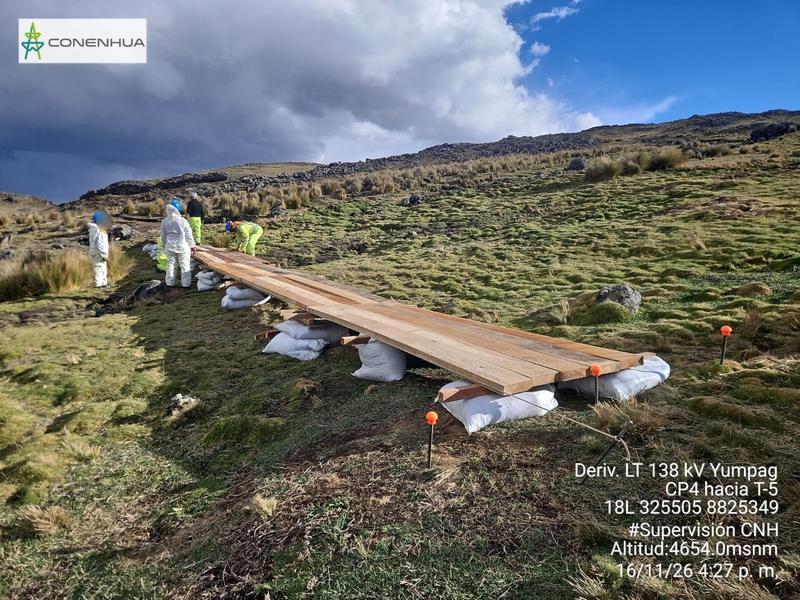 CONENHUA
Deriv. LT 138 kV Yumpag
CP4 hacia T-5
18L 325505 8825349
#Supervisión CNH
Altitud:4654.0msnm
16/11/26 4:27 p. m.